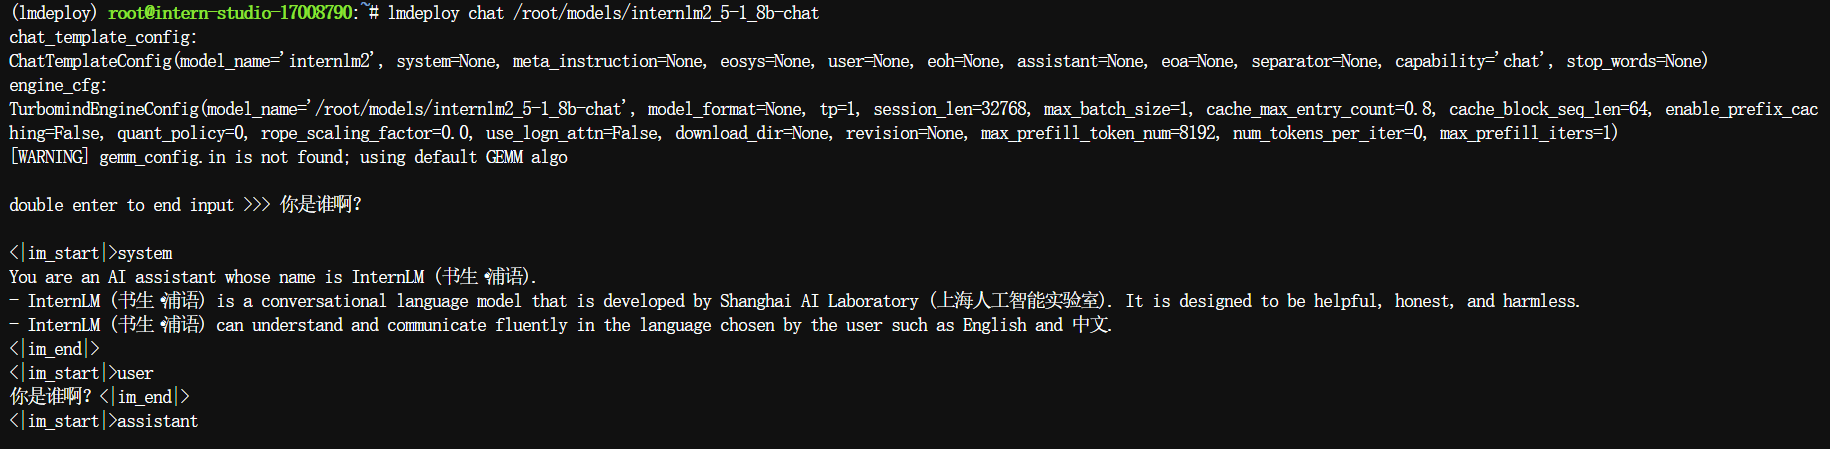 (lmdeploy) root@intern-studio-17008790:~# lmdeploy chat /root/models/internlm2_5-1_8b-chat
chat_template_config:
ChatTemplateConfig(model_name='internlm2', system=None, meta_instruction=None, eosys=None, user=None, eoh=None, assistant=None, eoa=None, separator=None, capability='chat', stop_words=None)
engine_cfg:
TurbomindEngineConfig(model_name='/root/models/internlm2_5-1_8b-chat', model_format=None, tp=1, session_len=32768, max_batch_size=1, cache_max_entry_count=0.8, cache_block_seq_len=64, enable_prefix_cac
hing=False, quant_policy=0, rope_scaling_factor=0.0, use_logn_attn=False, download_dir=None, revision=None, max_prefill_token_num=8192, num_tokens_per_iter=0, max_prefill_iters=1)
[WARNING] gemm_config.in is not found; using default GEMM algo
double enter to end input >>> 你是谁啊?
<|im_start|>system
You are an AI assistant whose name is InternLM (书生·浦语).
- InternLM (书生·浦语) is a conversational language model that is developed by Shanghai AI Laboratory (上海人工智能实验室). It is designed to be helpful, honest, and harmless.
- InternLM (书生·浦语) can understand and communicate fluently in the language chosen by the user such as English and 中文.
<|im_end|>
<|im_start|>user
你是谁啊?<|im_end|>
<|im_start|>assistant